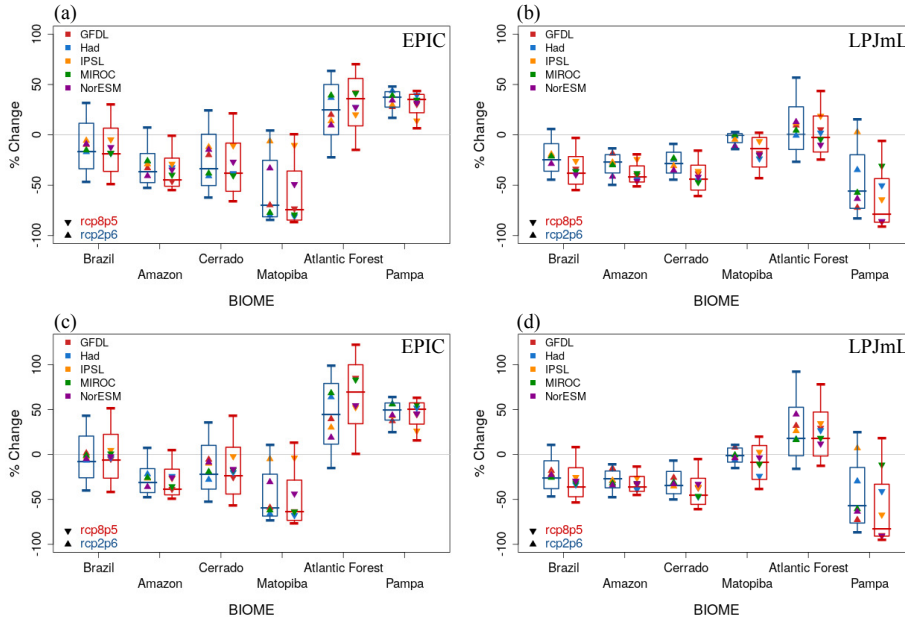 (a)
EPIC
GFDL
Had
IPSL
MIROC
NorESM
% Change
100
50
0
-50
-100
rcp8p5
rcp2p6
Brazil
Amazon
Cerrado
Matopiba
Atlantic Forest
Pampa
BIOME
(b)
LPJmL
GFDL
Had
IPSL
MIROC
NorESM
% Change
100
50
0
-50
-100
rcp8p5
rcp2p6
Brazil
Amazon
Cerrado
Matopiba
Atlantic Forest
Pampa
BIOME
(c)
EPIC
GFDL
Had
IPSL
MIROC
NorESM
% Change
100
50
0
-50
-100
rcp8p5
rcp2p6
Brazil
Amazon
Cerrado
Matopiba
Atlantic Forest
Pampa
BIOME
(d)
LPJmL
GFDL
Had
IPSL
MIROC
NorESM
% Change
100
50
0
-50
-100
rcp8p5
rcp2p6
Brazil
Amazon
Cerrado
Matopiba
Atlantic Forest
Pampa
BIOME